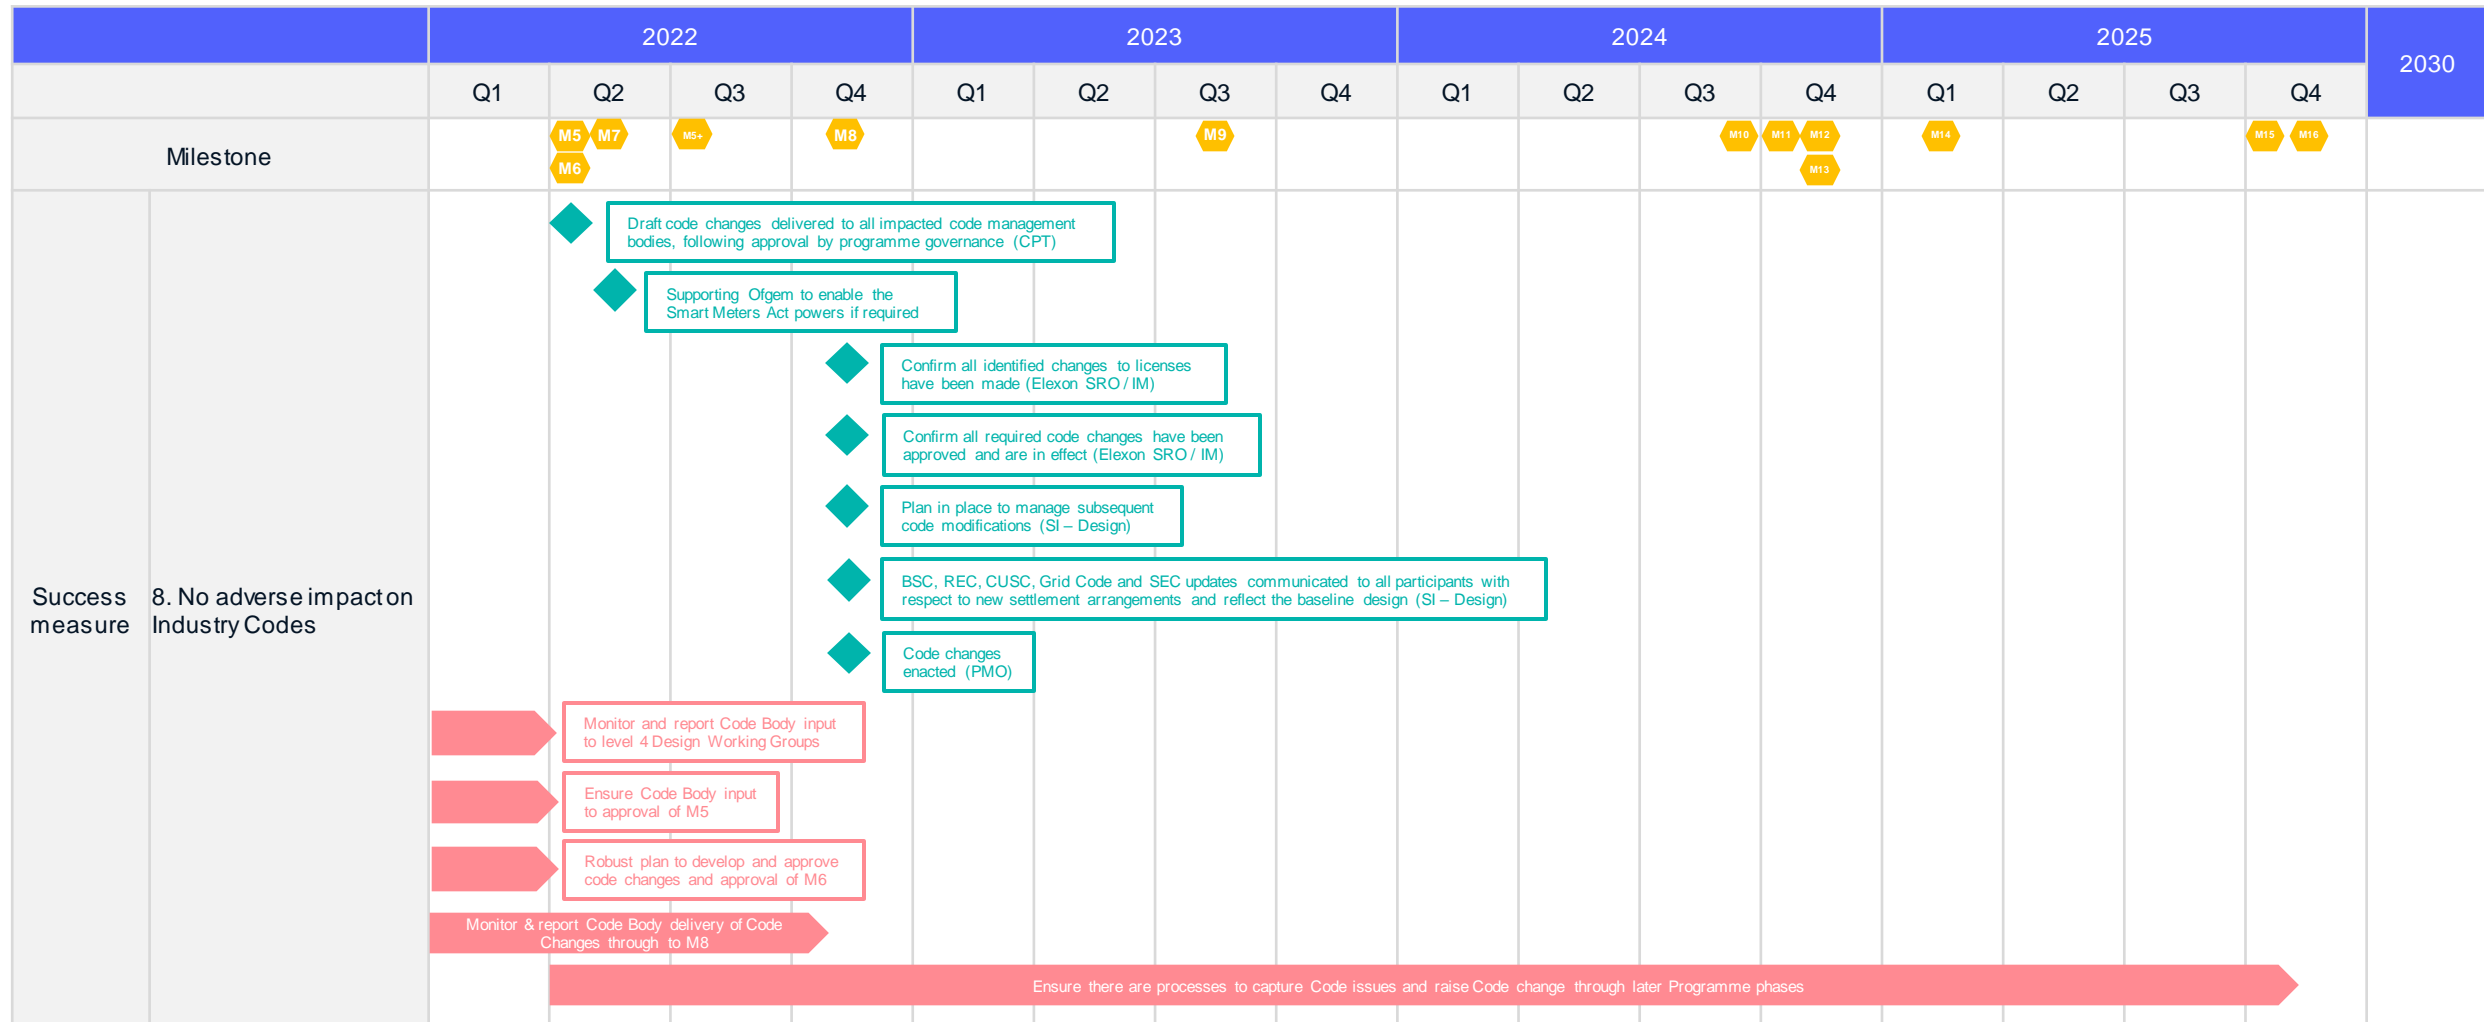 2022
2023
2024
2025
2030
Q1 Q2 Q3 Q4 Q1 Q2 Q3 Q4 Q1 Q2 Q3 Q4 Q1 Q2 Q3 Q4
Milestone
M5 M7 M5+ M8 M9 M10 M11 M12 M14 M15 M16
M6 M13
Success
measure
8. No adverse impact on
Industry Codes
Draft code changes delivered to all impacted code management
bodies, following approval by programme governance (CPT)
Supporting Ofgem to enable the
Smart Meters Act powers if required
Confirm all identified changes to licenses
have been made (Elexon SRO / IM)
Confirm all required code changes have been
approved and are in effect (Elexon SRO / IM)
Plan in place to manage subsequent
code modifications (SI – Design)
BSC, REC, CUSC, Grid Code and SEC updates communicated to all participants with
respect to new settlement arrangements and reflect the baseline design (SI – Design)
Code changes
enacted (PMO)
Monitor and report Code Body input
to level 4 Design Working Groups
Ensure Code Body input
to approval of M5
Robust plan to develop and approve
code changes and approval of M6
Monitor & report Code Body delivery of Code
Changes through to M8
Ensure there are processes to capture Code issues and raise Code change through later Programme phases